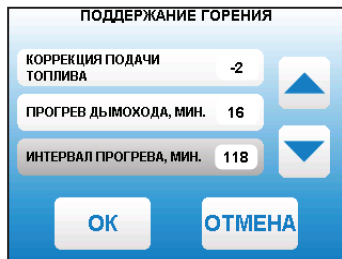 ПОДДЕРЖАНИЕ ГОРЕНИЯ
КОРРЕКЦИЯ ПОДАЧИ
ТОПЛИВА -2
ПРОГРЕВ ДЫМОХОДА, МИН. 16
ИНТЕРВАЛ ПРОГРЕВА, МИН. 118
ОК ОТМЕНА